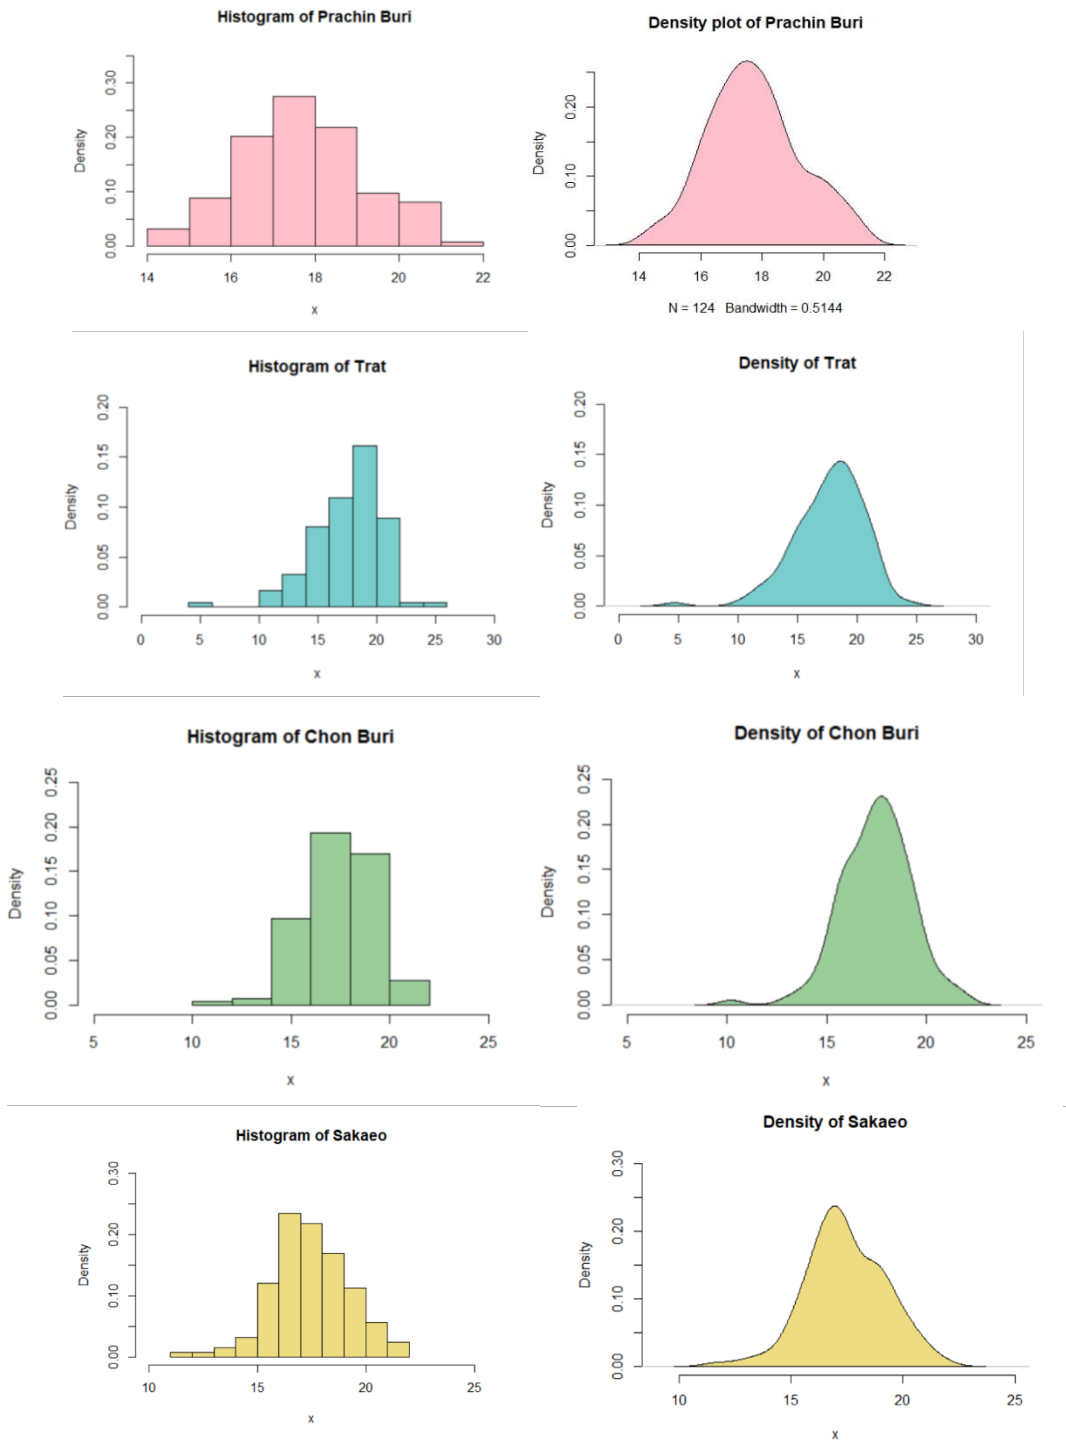 Histogram of Prachin Buri
Density
0.00 0.10 0.20 0.30
14 16 18 20 22
x
Density plot of Prachin Buri
Density
0.00 0.10 0.20
14 16 18 20 22
N = 124 Bandwidth = 0.5144
Histogram of Trat
Density
0.00 0.05 0.10 0.15 0.20
0 5 10 15 20 25 30
x
Density of Trat
Density
0.00 0.05 0.10 0.15 0.20
0 5 10 15 20 25 30
x
Histogram of Chon Buri
Density
0.00 0.05 0.10 0.15 0.20 0.25
5 10 15 20 25
x
Density of Chon Buri
Density
0.00 0.05 0.10 0.15 0.20 0.25
5 10 15 20 25
x
Histogram of Sakaeo
Density
0.00 0.10 0.20 0.30
10 15 20 25
x
Density of Sakaeo
Density
0.00 0.10 0.20 0.30
10 15 20 25
x